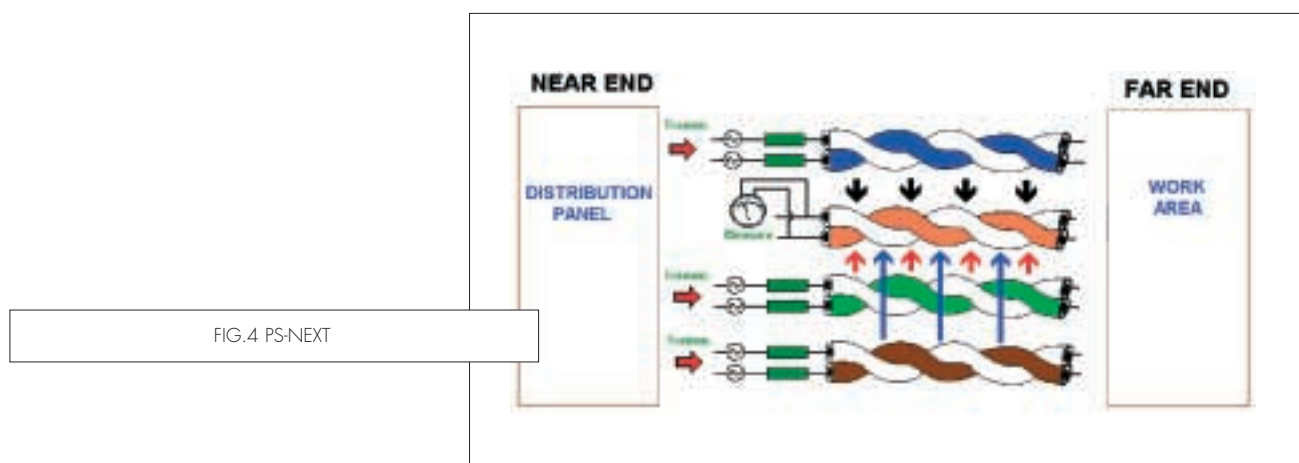 NEAR END
FAR END
DISTRIBUTION
PANEL
WORK
AREA
FIG.4 PS-NEXT